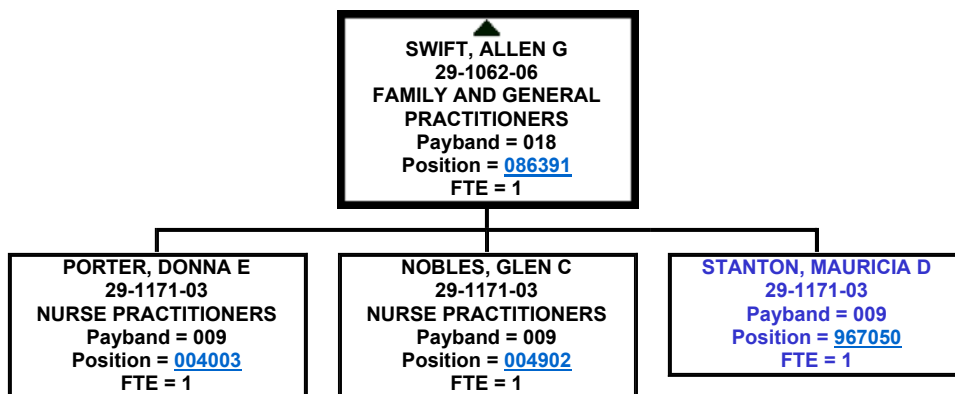 SWIFT, ALLEN G
29-1062-06
FAMILY AND GENERAL
PRACTITIONERS
Payband = 018
Position = 086391
FTE = 1
PORTER, DONNA E
29-1171-03
NURSE PRACTITIONERS
Payband = 009
Position = 004003
FTE = 1
NOBLES, GLEN C
29-1171-03
NURSE PRACTITIONERS
Payband = 009
Position = 004902
FTE = 1
STANTON, MAURICIA D
29-1171-03
Payband = 009
Position = 967050
FTE = 1